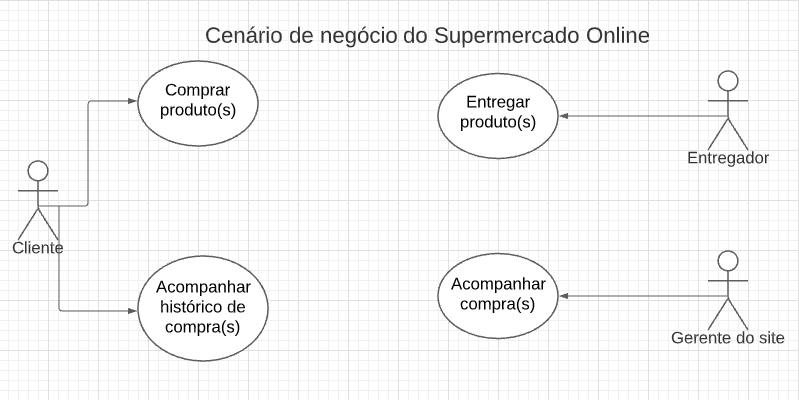 Cenário de negócio do Supermercado Online
Comprar
produto(s)
Entregar
produto(s)
Entregador
Cliente
Acompanhar
histórico de
compra(s)
Acompanhar
compra(s)
Gerente do site